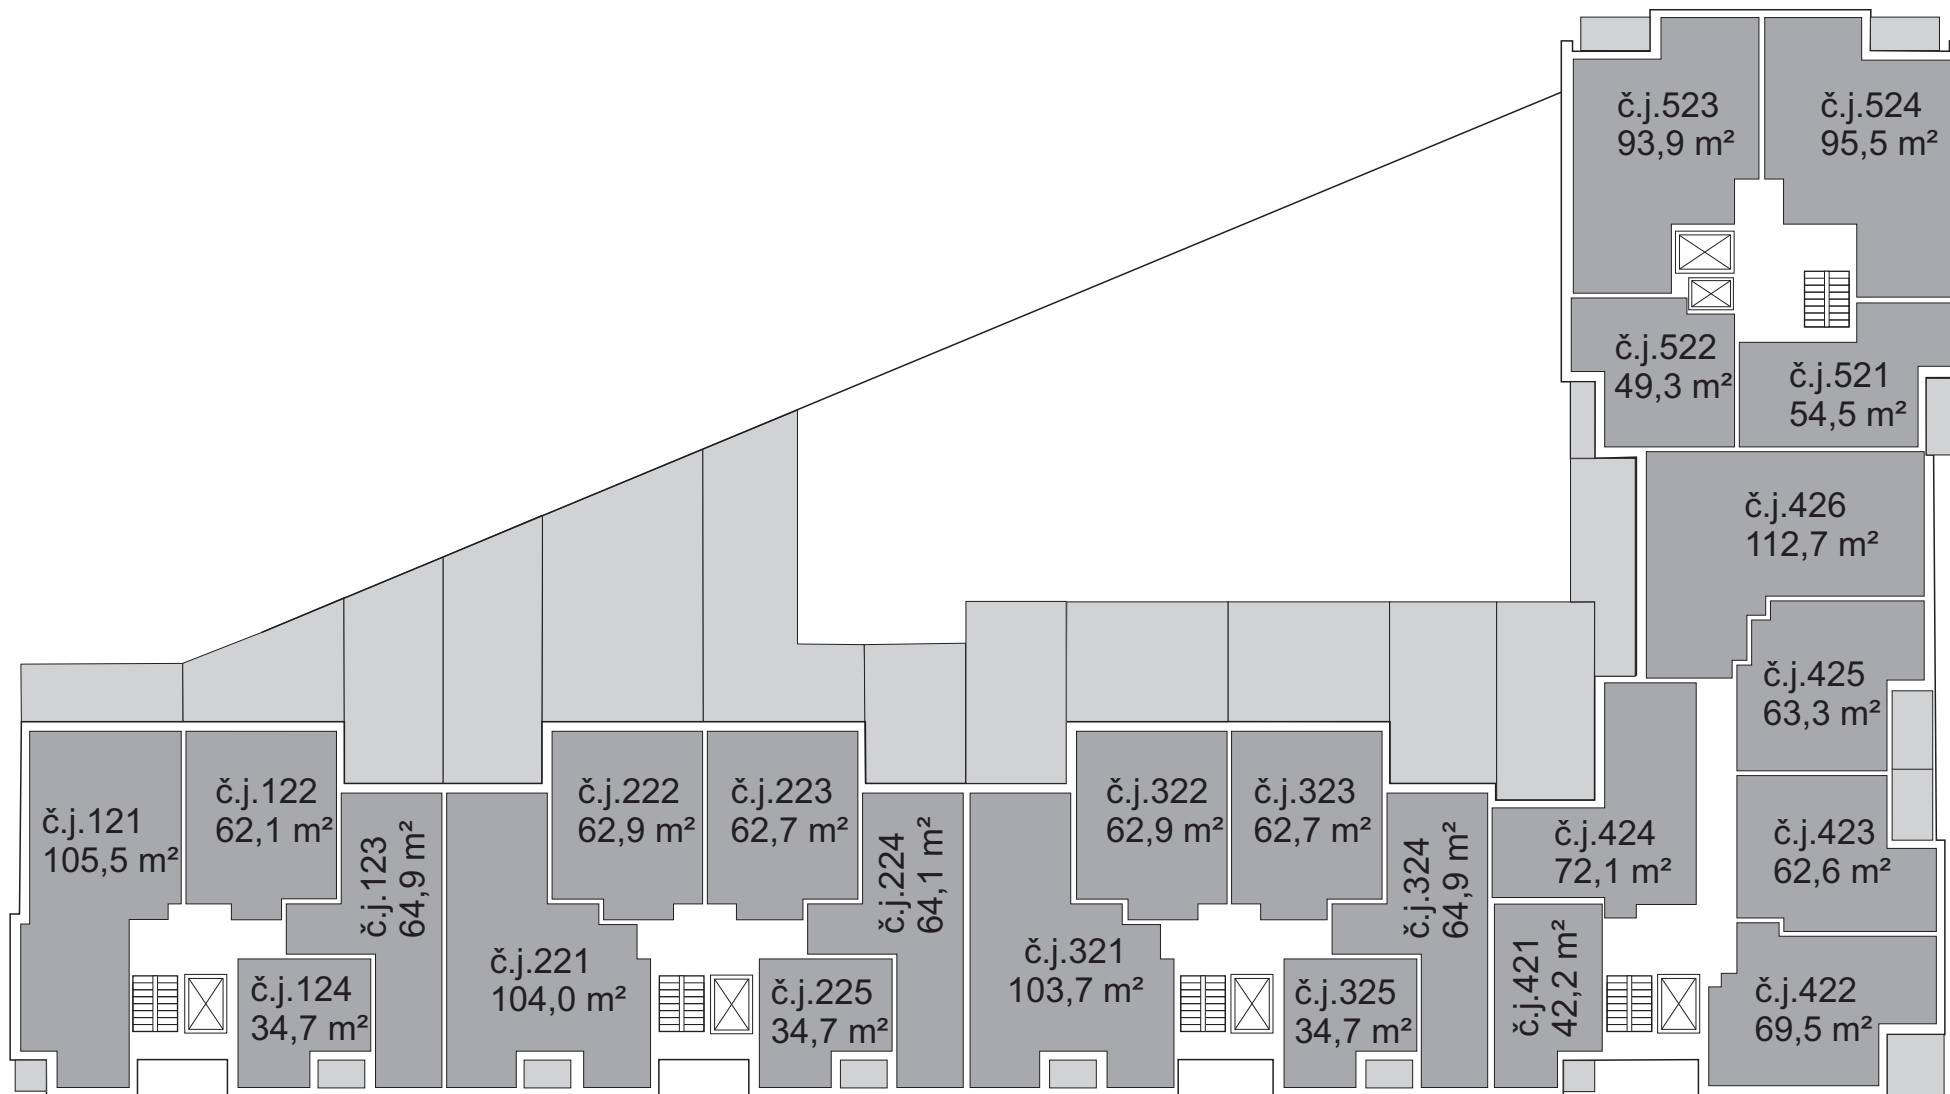 č.j.523
93,9 m²
č.j.524
95,5 m²
č.j.522
49,3 m²
č.j.521
54,5 m²
č.j.426
112,7 m²
č.j.425
63,3 m²
č.j.121
105,5 m²
č.j.122
62,1 m²
č.j.123
64,9 m²
č.j.222
62,9 m²
č.j.223
62,7 m²
č.j.224
64,1 m²
č.j.322
62,9 m²
č.j.323
62,7 m²
č.j.324
64,9 m²
č.j.424
72,1 m²
č.j.423
62,6 m²
č.j.124
34,7 m²
č.j.221
104,0 m²
č.j.225
34,7 m²
č.j.321
103,7 m²
č.j.325
34,7 m²
č.j.421
42,2 m²
č.j.422
69,5 m²